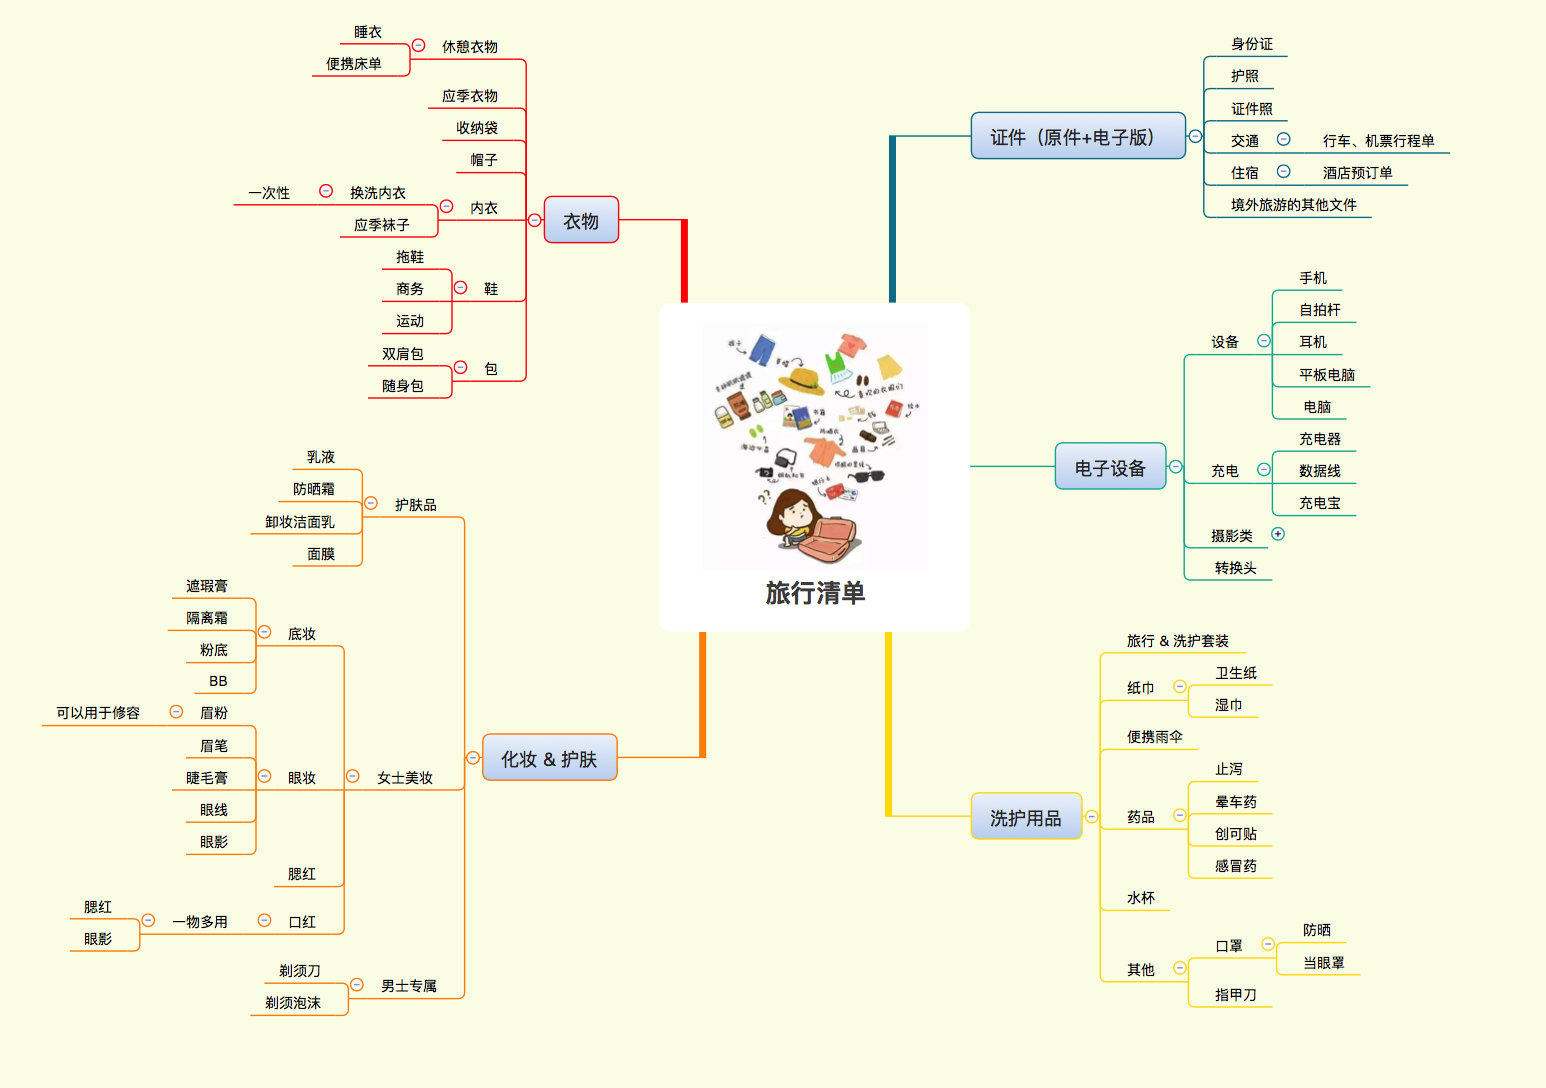 旅行清单
证件（原件+电子版）
身份证
护照
证件照
交通
行车、机票行程单
住宿
酒店预订单
境外旅游的其他文件
电子设备
设备
手机
自拍杆
耳机
平板电脑
电脑
充电
充电器
数据线
充电宝
摄影类
转换头
洗护用品
旅行 & 洗护套装
纸巾
卫生纸
湿巾
便携雨伞
药品
止泻
晕车药
创可贴
感冒药
水杯
其他
口罩
防晒
当眼罩
指甲刀
衣物
休憩衣物
睡衣
便携床单
应季衣物
收纳袋
帽子
内衣
换洗内衣
一次性
应季袜子
鞋
拖鞋
商务
运动
包
双肩包
随身包
化妆 & 护肤
护肤品
乳液
防晒霜
卸妆洁面乳
面膜
女士美妆
底妆
遮瑕膏
隔离霜
粉底
BB
眼妆
眉粉
可以用于修容
眉笔
睫毛膏
眼线
眼影
腮红
口红
一物多用
腮红
眼影
男士专属
剃须刀
剃须泡沫